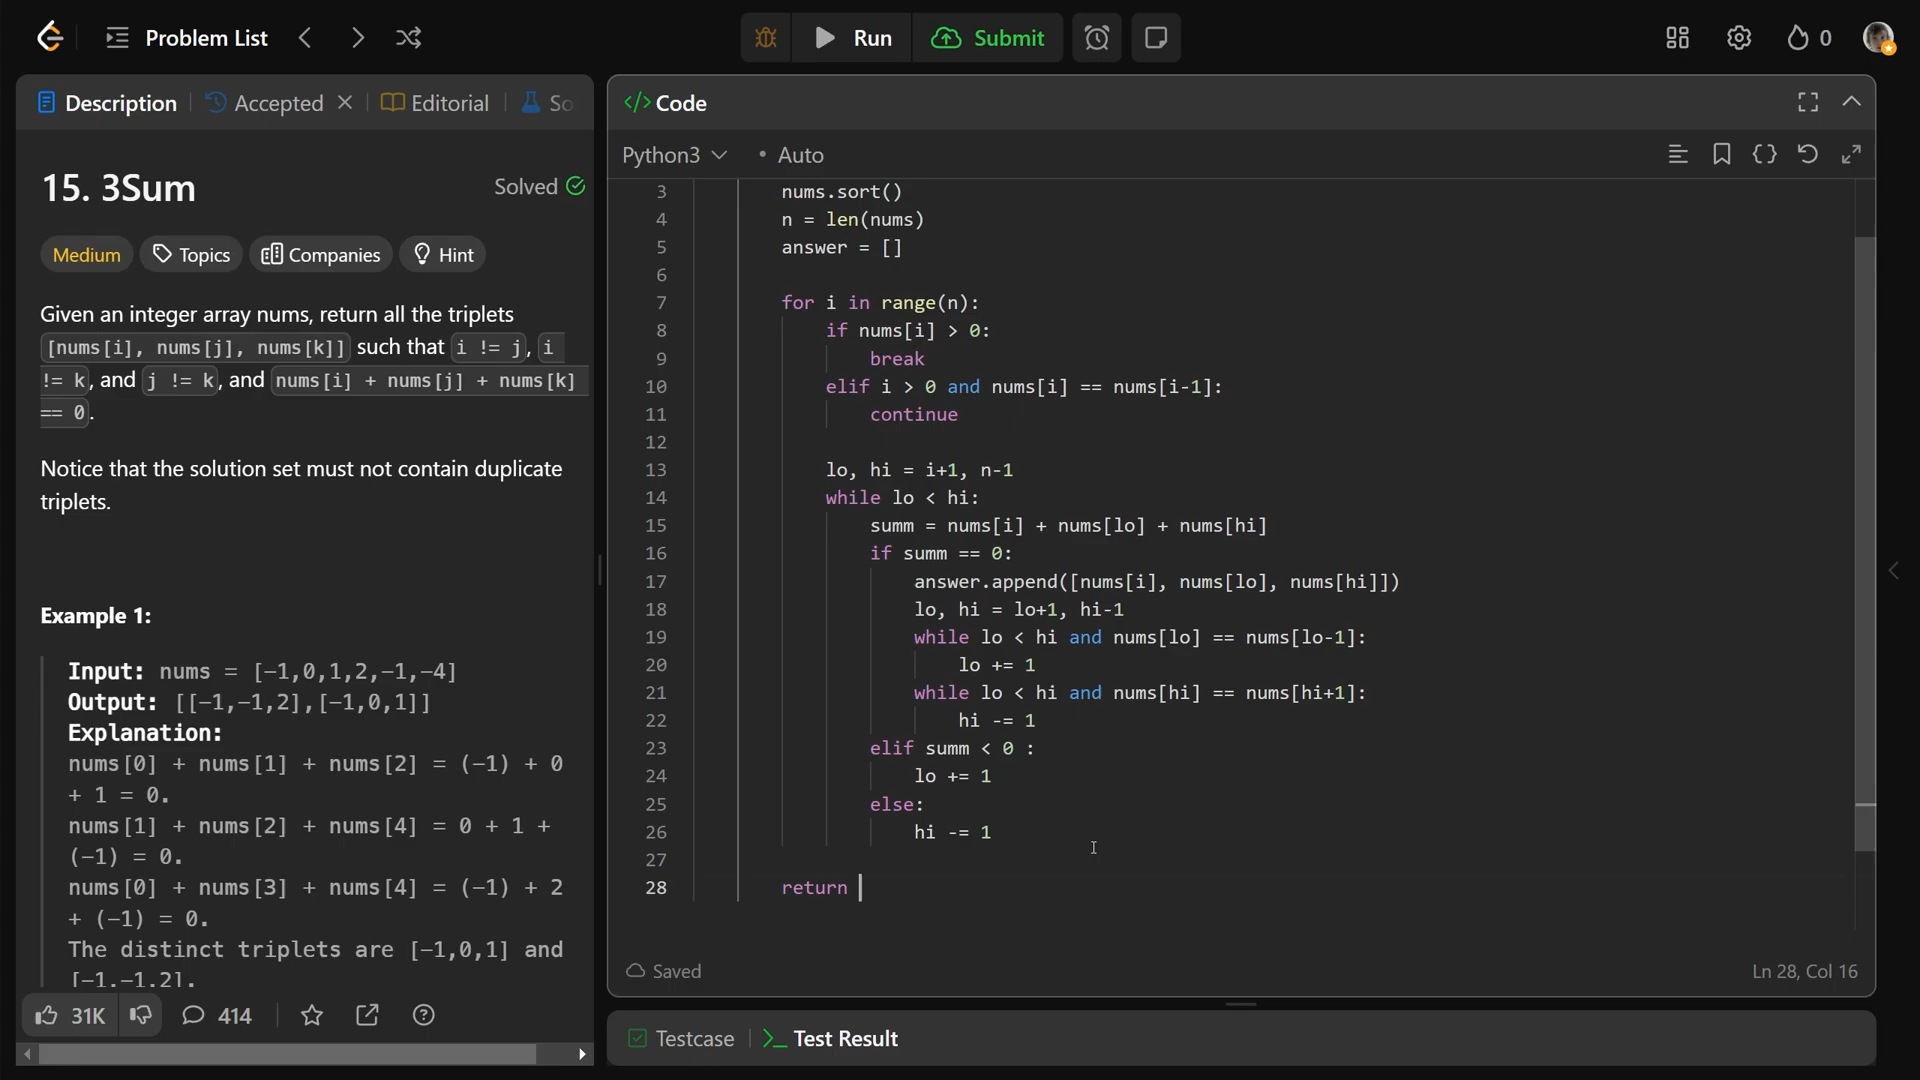 Problem List
Run
Submit
0
Description
Accepted
Editorial
So
15. 3Sum
Solved
Medium
Topics
Companies
Hint
Given an integer array nums, return all the triplets
[nums[i], nums[j], nums[k]] such that i != j, i
!= k, and j != k, and nums[i] + nums[j] + nums[k]
== 0.
Notice that the solution set must not contain duplicate
triplets.
Example 1:
Input: nums = [-1,0,1,2,-1,-4]
Output: [[-1,-1,2],[-1,0,1]]
Explanation:
nums[0] + nums[1] + nums[2] = (-1) + 0
+ 1 = 0.
nums[1] + nums[2] + nums[4] = 0 + 1 +
(-1) = 0.
nums[0] + nums[3] + nums[4] = (-1) + 2
+ (-1) = 0.
The distinct triplets are [-1,0,1] and
[-1,-1,2].
31K
414
</> Code
Python3
• Auto
3 nums.sort()
4 n = len(nums)
5 answer = []
6
7 for i in range(n):
8 if nums[i] > 0:
9 break
10 elif i > 0 and nums[i] == nums[i-1]:
11 continue
12
13 lo, hi = i+1, n-1
14 while lo < hi:
15 summ = nums[i] + nums[lo] + nums[hi]
16 if summ == 0:
17 answer.append([nums[i], nums[lo], nums[hi]])
18 lo, hi = lo+1, hi-1
19 while lo < hi and nums[lo] == nums[lo-1]:
20 lo += 1
21 while lo < hi and nums[hi] == nums[hi+1]:
22 hi -= 1
23 elif summ < 0 :
24 lo += 1
25 else:
26 hi -= 1
27
28 return
Saved
Ln 28, Col 16
Testcase
Test Result